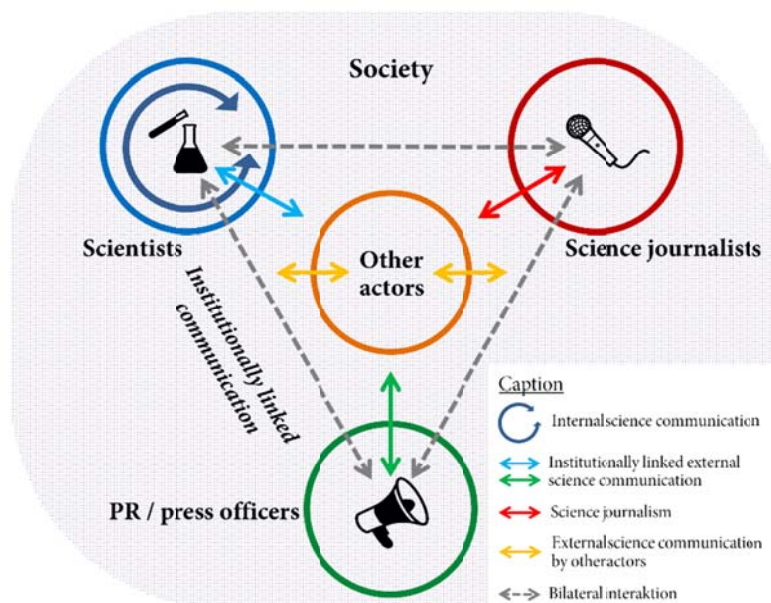 Society
Scientists
Science journalists
Other
actors
Institutionally linked
communication
PR / press officers
Caption
Internalscience communication
Institutionally linked external
science communication
Science journalism
Externalscience communication
by otheractors
Bilateral interaktion